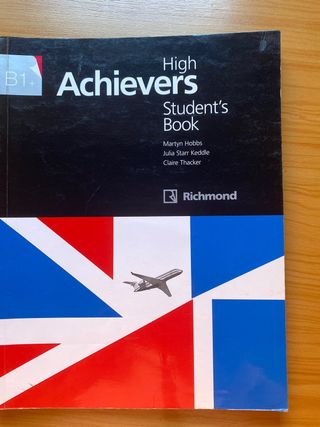 B1+
High
Achievers
Student's
Book
Martyn Hobbs
Julia Starr Keddle
Claire Thacker
Richmond